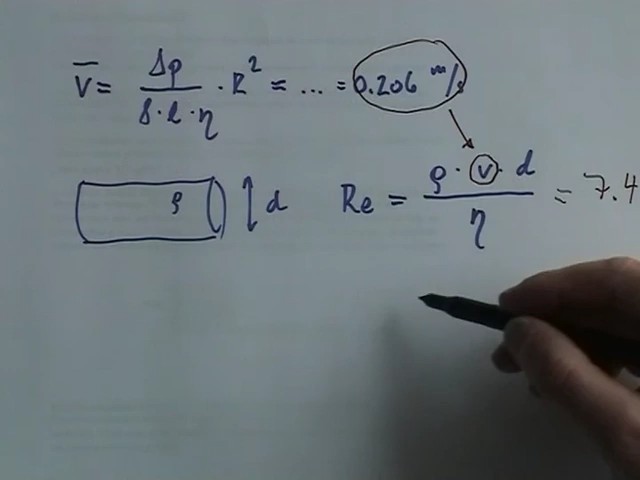 v̄ = Δp / 8·l·η · R² = ... = 0.206 m/s
ρ d Re = ρ · v · d / η = 7.4